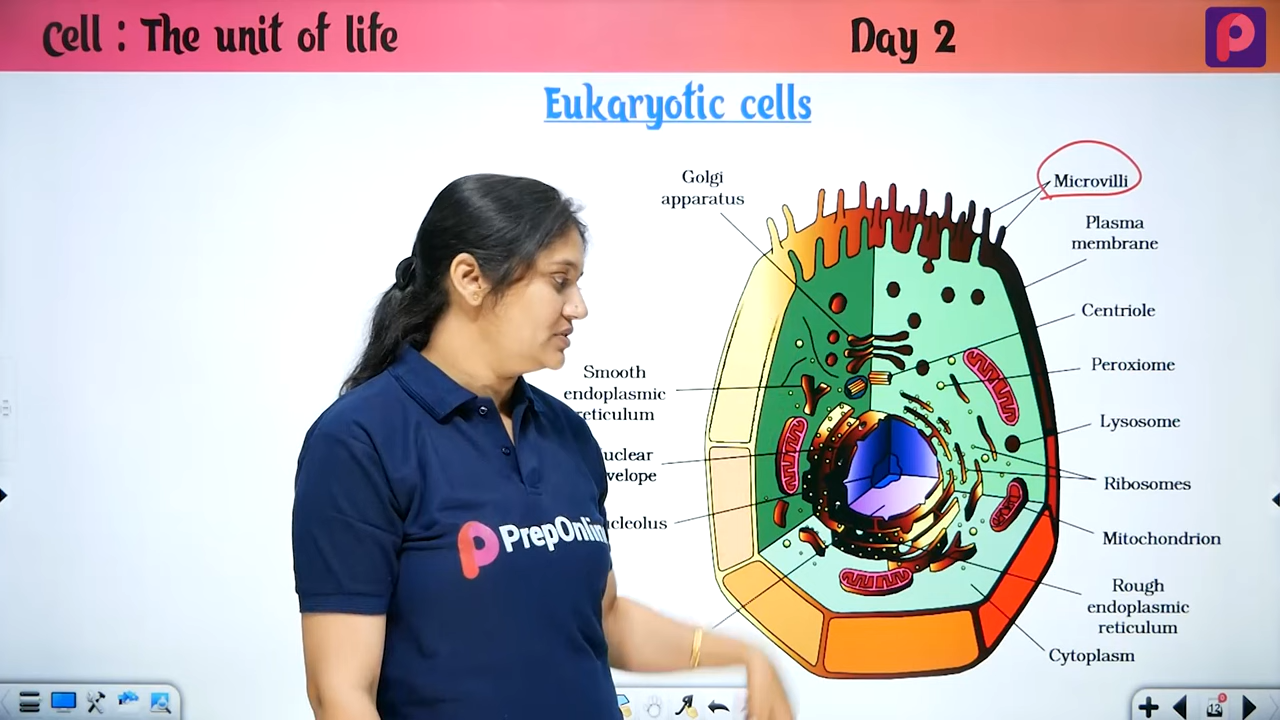 Cell : The unit of life
Day 2
Eukaryotic cells
Golgi
apparatus
Microvilli
Plasma
membrane
Centriole
Peroxiome
Smooth
endoplasmic
reticulum
Lysosome
Ribosomes
Mitochondrion
Rough
endoplasmic
reticulum
Cytoplasm
PrepOnlin
12